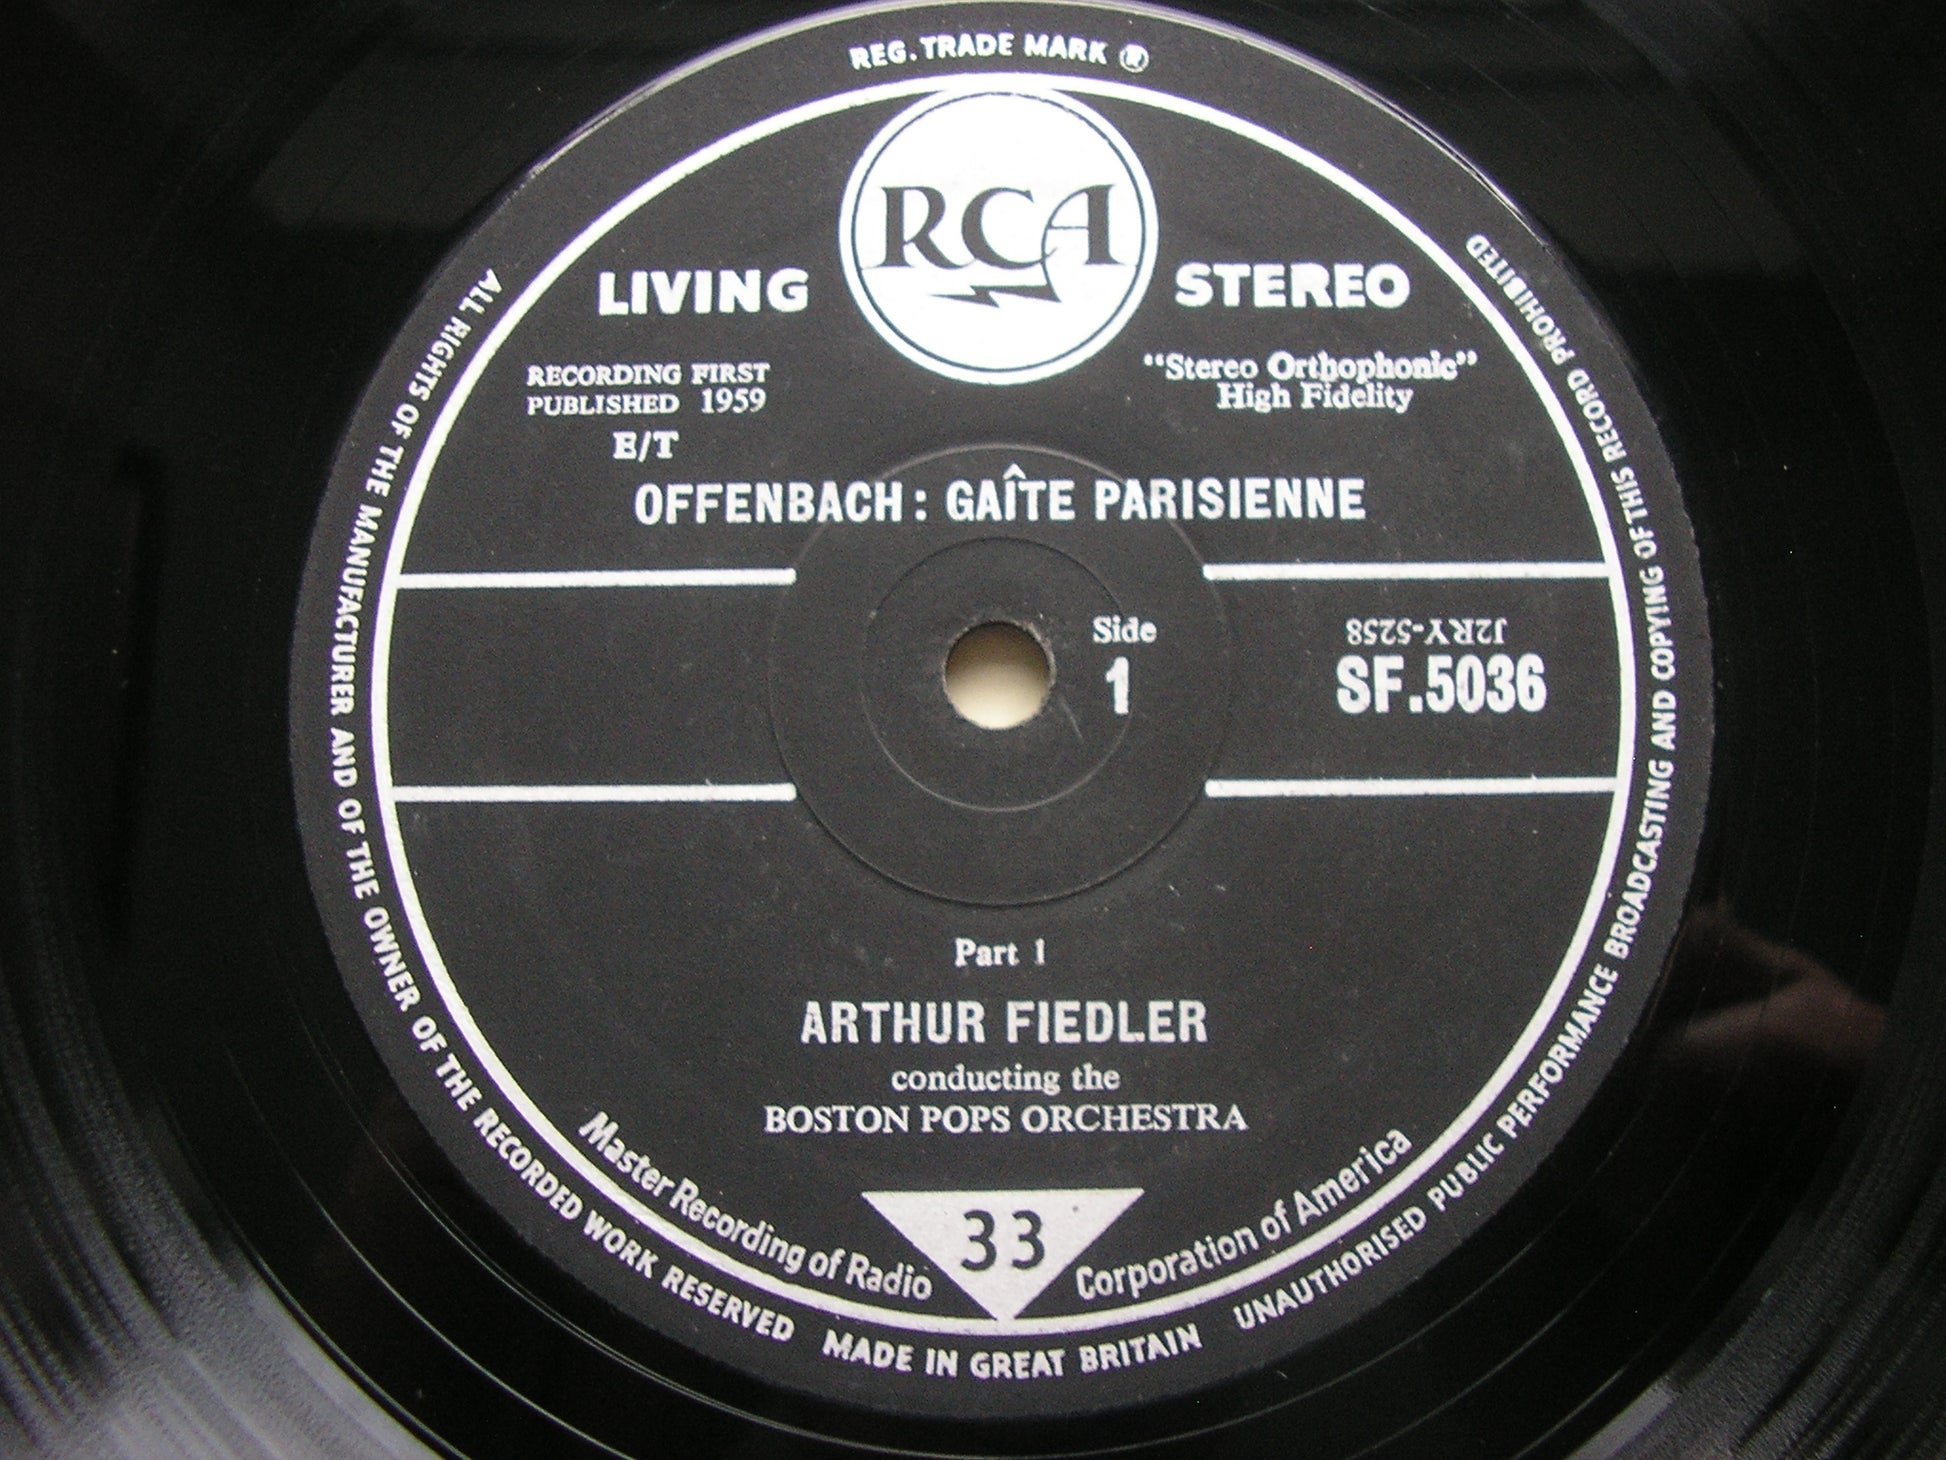 REG. TRADE MARK ®
RCA
LIVING STEREO
RECORDING FIRST
PUBLISHED 1959
E/T
"Stereo Orthophonic"
High Fidelity
OFFENBACH: GAÎTE PARISIENNE
Side
1
J2RY-5258
SF.5036
Part 1
ARTHUR FIEDLER
conducting the
BOSTON POPS ORCHESTRA
Master Recording of Radio Corporation of America
33
ALL RIGHTS OF THE MANUFACTURER AND OF THE OWNER OF THE RECORDED WORK RESERVED MADE IN GREAT BRITAIN UNAUTHORISED PUBLIC PERFORMANCE BROADCASTING AND COPYING OF THIS RECORD PROHIBITED